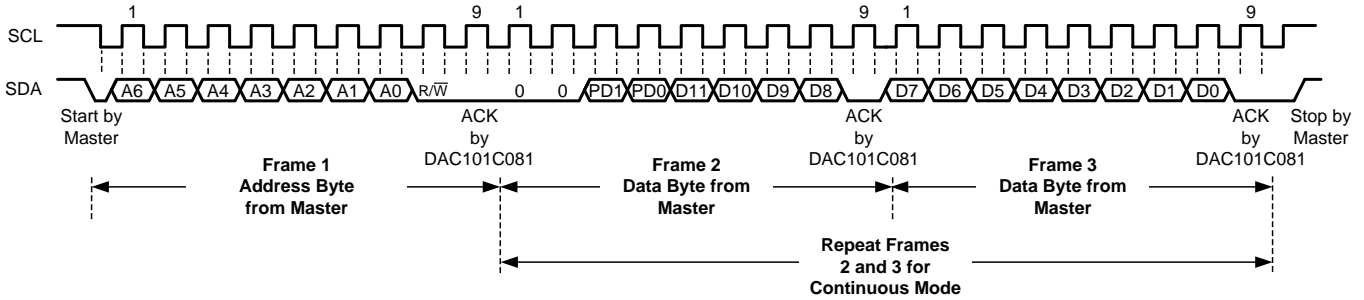 1 9 1 9 1 9
SCL
SDA A6 A5 A4 A3 A2 A1 A0 R/W 0 0 PD1 PD0 D11 D10 D9 D8 D7 D6 D5 D4 D3 D2 D1 D0
Start by
Master
ACK
by
DAC101C081
ACK
by
DAC101C081
ACK
by
DAC101C081
Stop by
Master
Frame 1
Address Byte
from Master
Frame 2
Data Byte from
Master
Frame 3
Data Byte from
Master
Repeat Frames
2 and 3 for
Continuous Mode